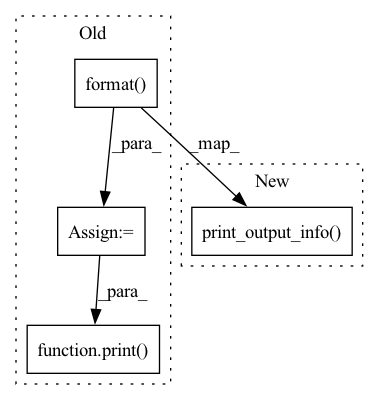 Old
format()
_para_
_map_
New
Assign:=
print_output_info()
_para_
function.print()